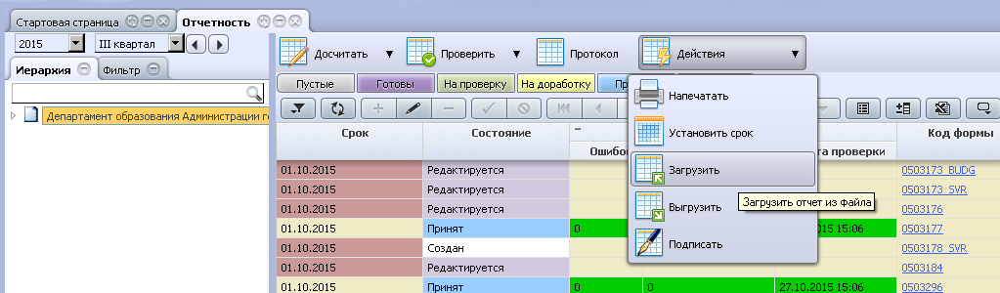 Стартовая страница
Отчетность
2015
III квартал
Досчитать
Проверить
Протокол
Действия
Иерархия
Фильтр
Пустые
Готовы
На проверку
На доработку
Департамент образования Администрации
Срок
Состояние
Код формы
проверки
Напечатать
Установить срок
Загрузить
Загрузить отчет из файла
Выгрузить
Подписать
01.10.2015 Редактируется 0503173_BUDG
01.10.2015 Редактируется 0503173_SVR
01.10.2015 Редактируется 0503176
01.10.2015 Принят 0 .2015 15:06 0503177
01.10.2015 Создан 0503178_SVR
01.10.2015 Редактируется 0503184
01.10.2015 Принят 0 0 27.10.2015 15:06 0503296